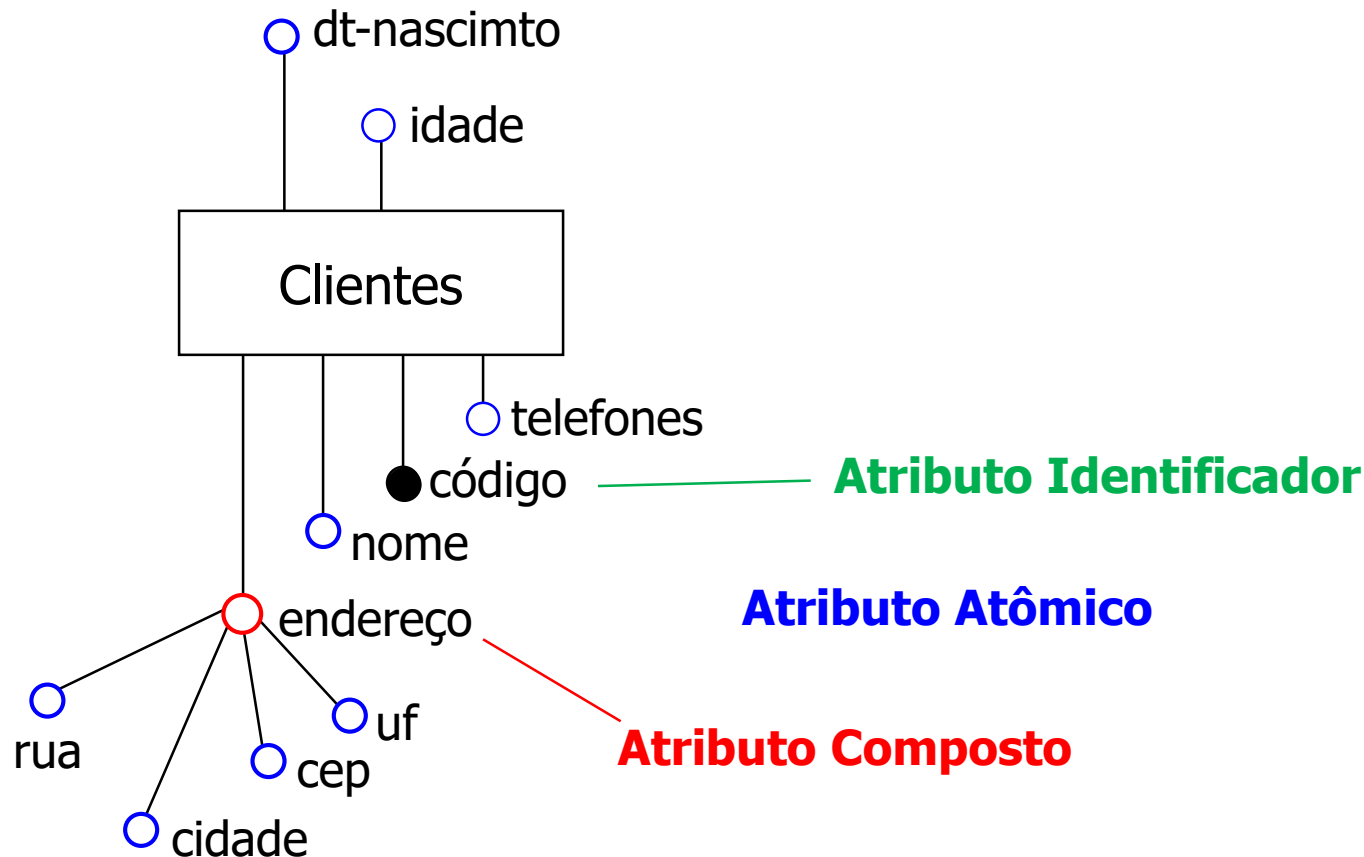 dt-nascimto
idade
Clientes
telefones
código
Atributo Identificador
nome
endereço
Atributo Atômico
uf
rua
cep
Atributo Composto
cidade